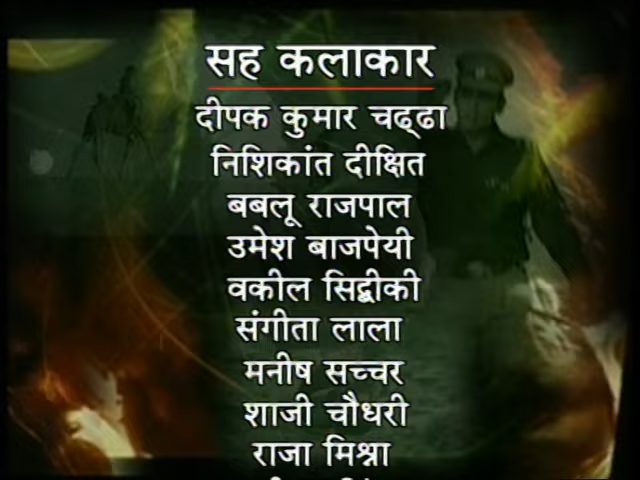 सह कलाकार
दीपक कुमार चढ्ढा
निशिकांत दीक्षित
बबलू राजपाल
उमेश बाजपेयी
वकील सिद्दीकी
संगीता लाला
मनीष सच्चर
शाजी चौधरी
राजा मिश्रा